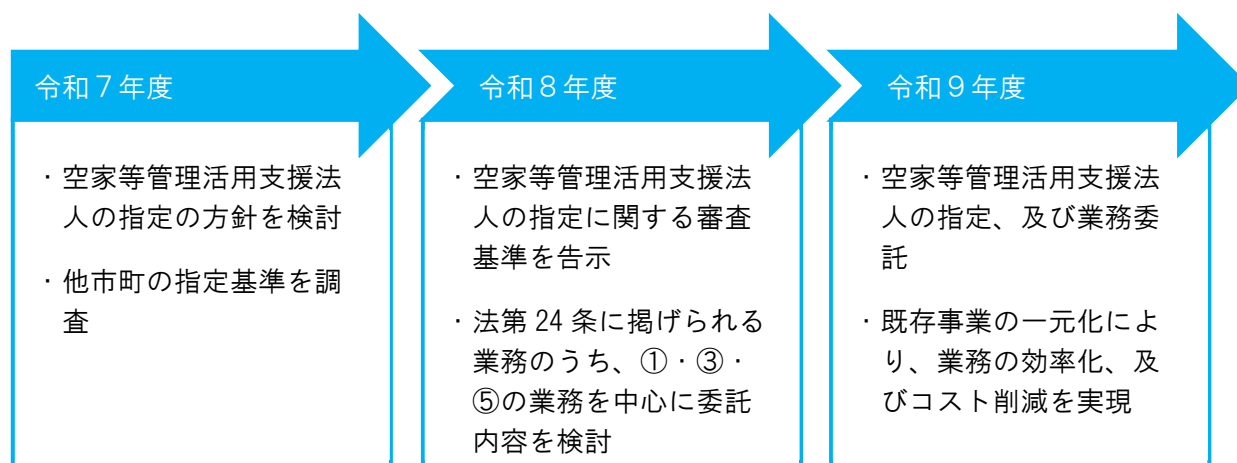 令和７年度
・空家等管理活用支援法
人の指定の方針を検討
・他市町の指定基準を調
査
令和８年度
・空家等管理活用支援法
人の指定に関する審査
基準を告示
・法第 24 条に掲げられる
業務のうち、①・③・
⑤の業務を中心に委託
内容を検討
令和９年度
・空家等管理活用支援法
人の指定、及び業務委
託
・既存事業の一元化によ
り、業務の効率化、及
びコスト削減を実現